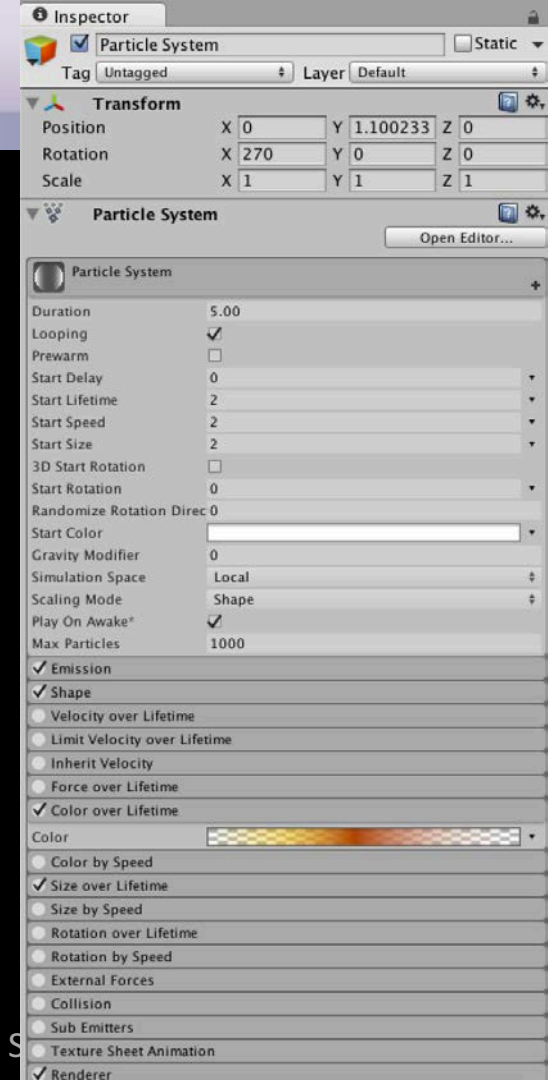 Inspector
Particle System Static
Tag Untagged Layer Default
Transform
Position X 0 Y 1.100233 Z 0
Rotation X 270 Y 0 Z 0
Scale X 1 Y 1 Z 1
Particle System
Open Editor...
Particle System
Duration 5.00
Looping
Prewarm
Start Delay 0
Start Lifetime 2
Start Speed 2
Start Size 2
3D Start Rotation
Start Rotation 0
Randomize Rotation Direc 0
Start Color
Gravity Modifier 0
Simulation Space Local
Scaling Mode Shape
Play On Awake*
Max Particles 1000
Emission
Shape
Velocity over Lifetime
Limit Velocity over Lifetime
Inherit Velocity
Force over Lifetime
Color over Lifetime
Color
Color by Speed
Size over Lifetime
Size by Speed
Rotation over Lifetime
Rotation by Speed
External Forces
Collision
Sub Emitters
S
Texture Sheet Animation
Renderer